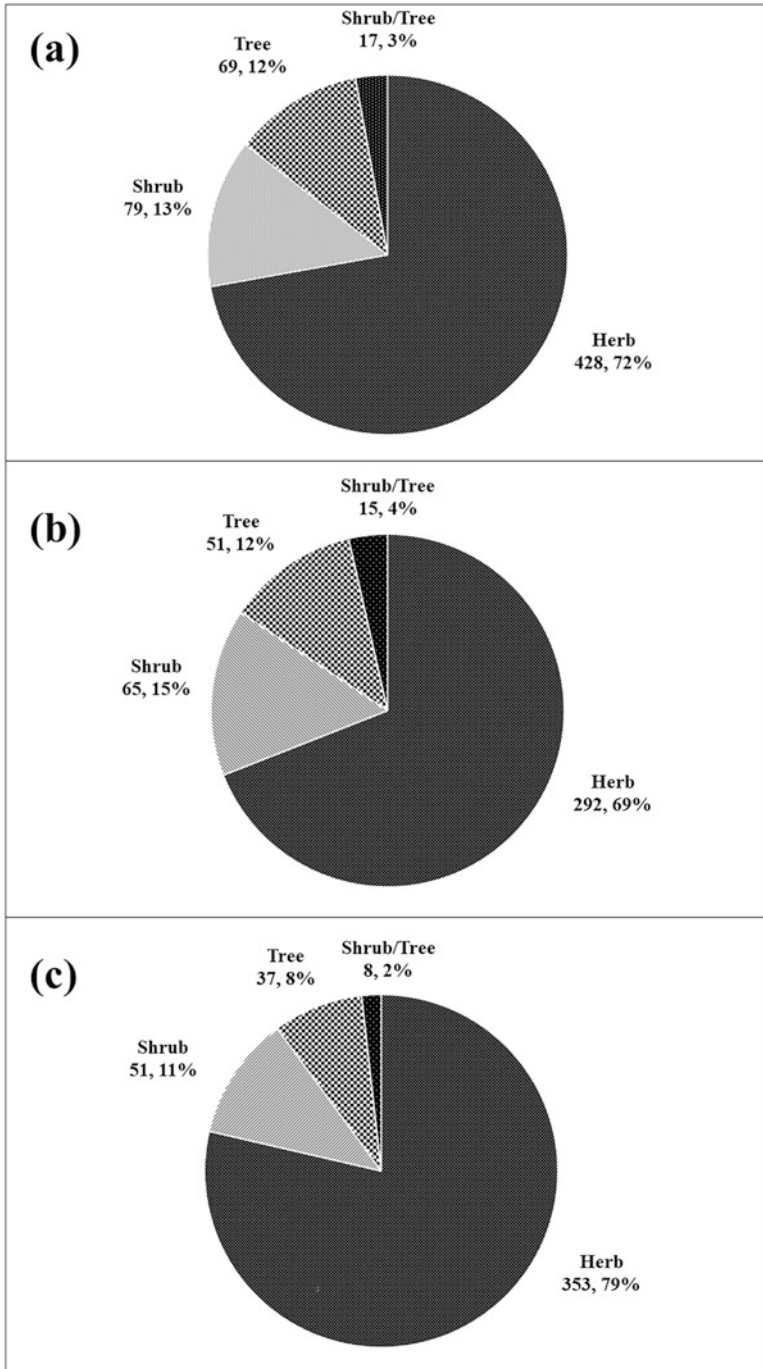 (a)
Shrub/Tree
17, 3%
Tree
69, 12%
Shrub
79, 13%
Herb
428, 72%
(b)
Shrub/Tree
15, 4%
Tree
51, 12%
Shrub
65, 15%
Herb
292, 69%
(c)
Tree
37, 8%
Shrub/Tree
8, 2%
Shrub
51, 11%
Herb
353, 79%